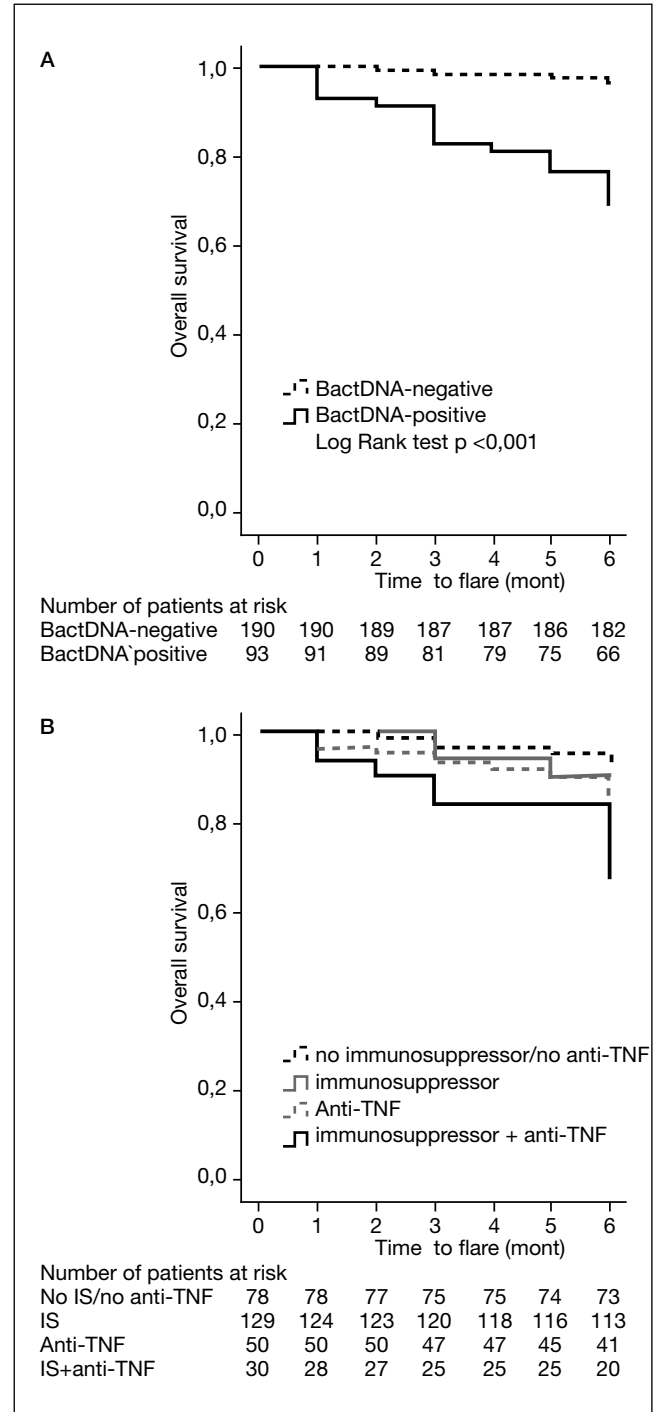 A
1,0
0,8
0,6
0,4
0,2
0,0
Overall survival
BactDNA-negative
BactDNA-positive
Log Rank test p <0,001
0 1 2 3 4 5 6
Time to flare (mont)
Number of patients at risk
BactDNA-negative 190 190 189 187 187 186 182
BactDNA`positive 93 91 89 81 79 75 66
B
1,0
0,8
0,6
0,4
0,2
0,0
Overall survival
no immunosuppressor/no anti-TNF
immunosuppressor
Anti-TNF
immunosuppressor + anti-TNF
0 1 2 3 4 5 6
Time to flare (mont)
Number of patients at risk
No IS/no anti-TNF 78 78 77 75 75 74 73
IS 129 124 123 120 118 116 113
Anti-TNF 50 50 50 47 47 45 41
IS+anti-TNF 30 28 27 25 25 25 20